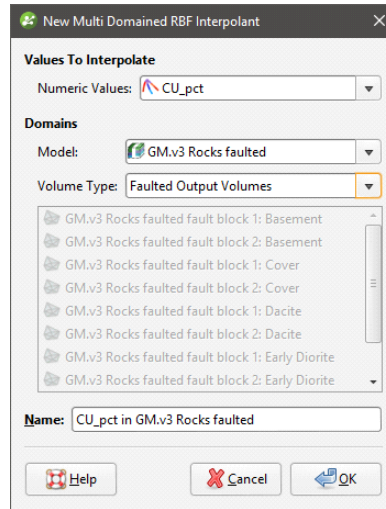 New Multi Domained RBF Interpolant
Values To Interpolate
Numeric Values: CU_pct
Domains
Model: GM.v3 Rocks faulted
Volume Type: Faulted Output Volumes
GM.v3 Rocks faulted fault block 1: Basement
GM.v3 Rocks faulted fault block 2: Basement
GM.v3 Rocks faulted fault block 1: Cover
GM.v3 Rocks faulted fault block 2: Cover
GM.v3 Rocks faulted fault block 1: Dacite
GM.v3 Rocks faulted fault block 2: Dacite
GM.v3 Rocks faulted fault block 1: Early Diorite
GM.v3 Rocks faulted fault block 2: Early Diorite
Name: CU_pct in GM.v3 Rocks faulted
Help Cancel OK